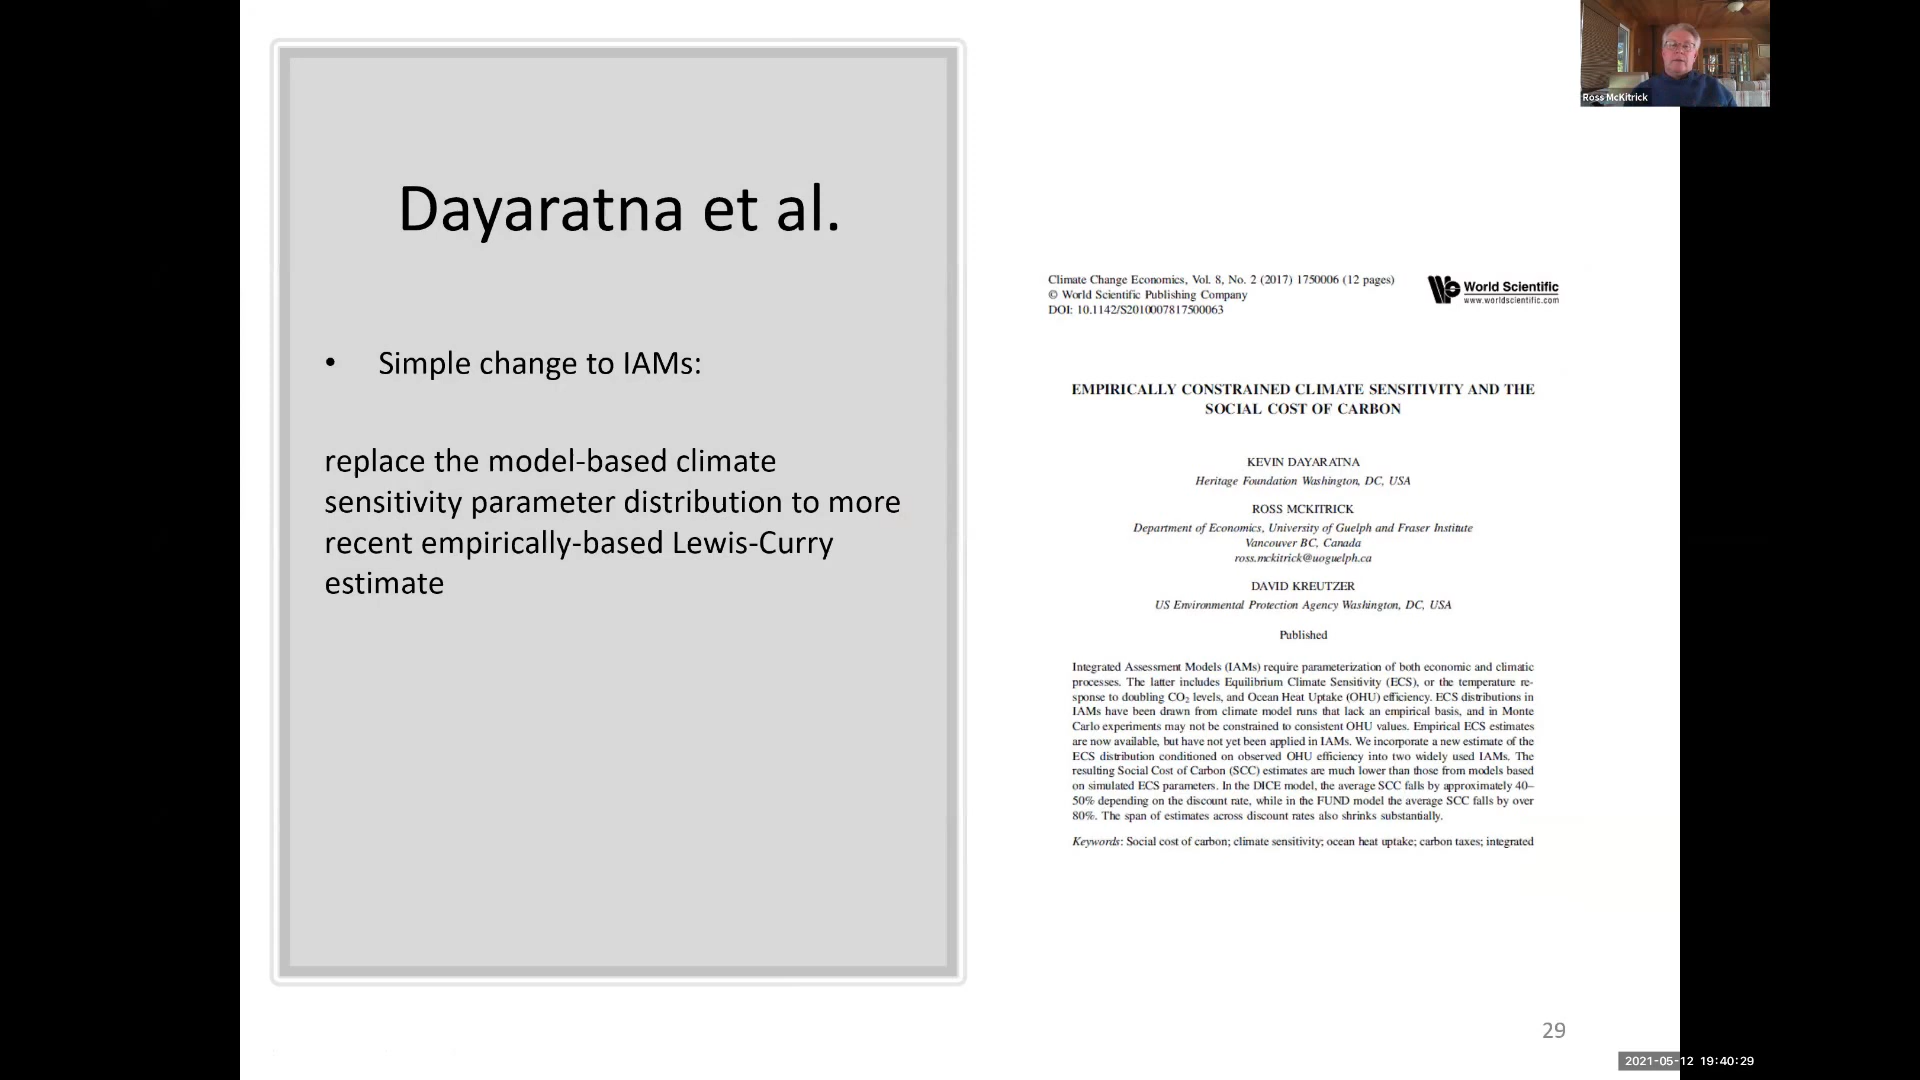 Ross McKitrick
Dayaratna et al.
• Simple change to IAMs:
replace the model-based climate
sensitivity parameter distribution to more
recent empirically-based Lewis-Curry
estimate
Climate Change Economics, Vol. 8, No. 2 (2017) 1750006 (12 pages)
© World Scientific Publishing Company
DOI: 10.1142/S2010007817500063
World Scientific
www.worldscientific.com
EMPIRICALLY CONSTRAINED CLIMATE SENSITIVITY AND THE
SOCIAL COST OF CARBON
KEVIN DAYARATNA
Heritage Foundation Washington, DC, USA
ROSS MCKITRICK
Department of Economics, University of Guelph and Fraser Institute
Vancouver BC, Canada
ross.mckitrick@uoguelph.ca
DAVID KREUTZER
US Environmental Protection Agency Washington, DC, USA
Published
Integrated Assessment Models (IAMs) require parameterization of both economic and climatic
processes. The latter includes Equilibrium Climate Sensitivity (ECS), or the temperature re-
sponse to doubling CO₂ levels, and Ocean Heat Uptake (OHU) efficiency. ECS distributions in
IAMs have been drawn from climate model runs that lack an empirical basis, and in Monte
Carlo experiments may not be constrained to consistent OHU values. Empirical ECS estimates
are now available, but have not yet been applied in IAMs. We incorporate a new estimate of the
ECS distribution conditioned on observed OHU efficiency into two widely used IAMs. The
resulting Social Cost of Carbon (SCC) estimates are much lower than those from models based
on simulated ECS parameters. In the DICE model, the average SCC falls by approximately 40–
50% depending on the discount rate, while in the FUND model the average SCC falls by over
80%. The span of estimates across discount rates also shrinks substantially.
Keywords: Social cost of carbon; climate sensitivity; ocean heat uptake; carbon taxes; integrated
29
2021-05-12 19:40:29